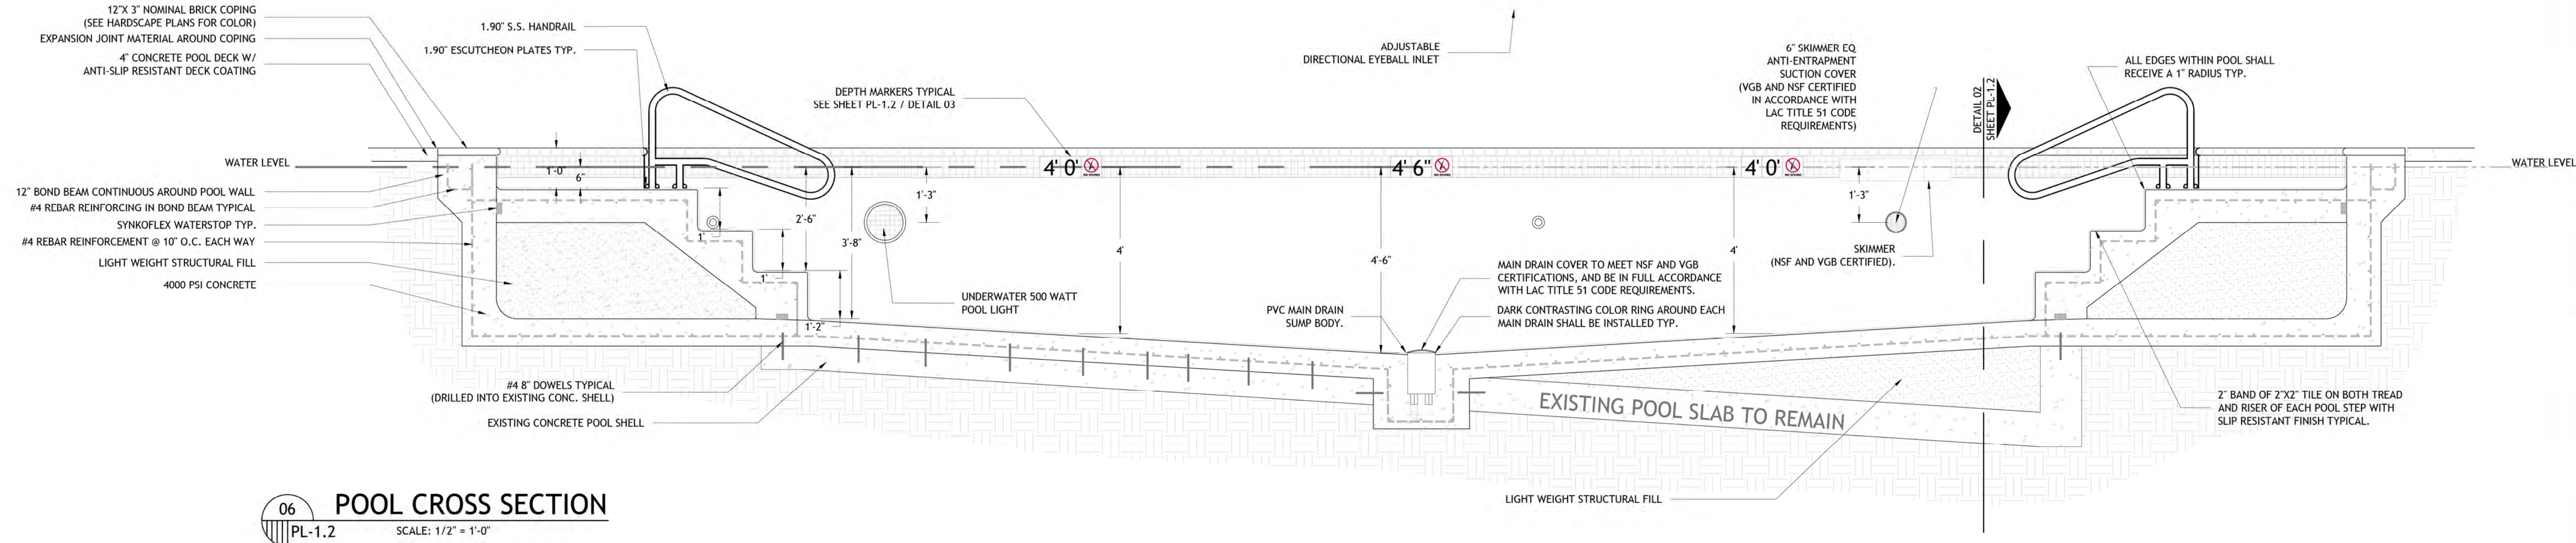 12"X 3" NOMINAL BRICK COPING
(SEE HARDSCAPE PLANS FOR COLOR)
EXPANSION JOINT MATERIAL AROUND COPING
4" CONCRETE POOL DECK W/
ANTI-SLIP RESISTANT DECK COATING
1.90" S.S. HANDRAIL
1.90" ESCUTCHEON PLATES TYP.
DEPTH MARKERS TYPICAL
SEE SHEET PL-1.2 / DETAIL 03
ADJUSTABLE
DIRECTIONAL EYEBALL INLET
6" SKIMMER EQ
ANTI-ENTRAPMENT
SUCTION COVER
(VGB AND NSF CERTIFIED
IN ACCORDANCE WITH
LAC TITLE 51 CODE
REQUIREMENTS)
DETAIL 02
SHEET PL-1.2
ALL EDGES WITHIN POOL SHALL
RECEIVE A 1" RADIUS TYP.
WATER LEVEL
1'-0"
6"
4' 0'
4' 6"
4' 0'
WATER LEVEL
12" BOND BEAM CONTINUOUS AROUND POOL WALL
#4 REBAR REINFORCING IN BOND BEAM TYPICAL
SYNKOFLEX WATERSTOP TYP.
#4 REBAR REINFORCEMENT @ 10" O.C. EACH WAY
LIGHT WEIGHT STRUCTURAL FILL
4000 PSI CONCRETE
1'
1'
2'-6"
3'-8"
1'-2"
1'-3"
4'
4'-6"
4'
1'-3"
UNDERWATER 500 WATT
POOL LIGHT
PVC MAIN DRAIN
SUMP BODY.
MAIN DRAIN COVER TO MEET NSF AND VGB
CERTIFICATIONS, AND BE IN FULL ACCORDANCE
WITH LAC TITLE 51 CODE REQUIREMENTS.
DARK CONTRASTING COLOR RING AROUND EACH
MAIN DRAIN SHALL BE INSTALLED TYP.
SKIMMER
(NSF AND VGB CERTIFIED).
#4 8" DOWELS TYPICAL
(DRILLED INTO EXISTING CONC. SHELL)
EXISTING CONCRETE POOL SHELL
EXISTING POOL SLAB TO REMAIN
2" BAND OF 2"X2" TILE ON BOTH TREAD
AND RISER OF EACH POOL STEP WITH
SLIP RESISTANT FINISH TYPICAL.
LIGHT WEIGHT STRUCTURAL FILL
06
PL-1.2
POOL CROSS SECTION
SCALE: 1/2" = 1'-0"